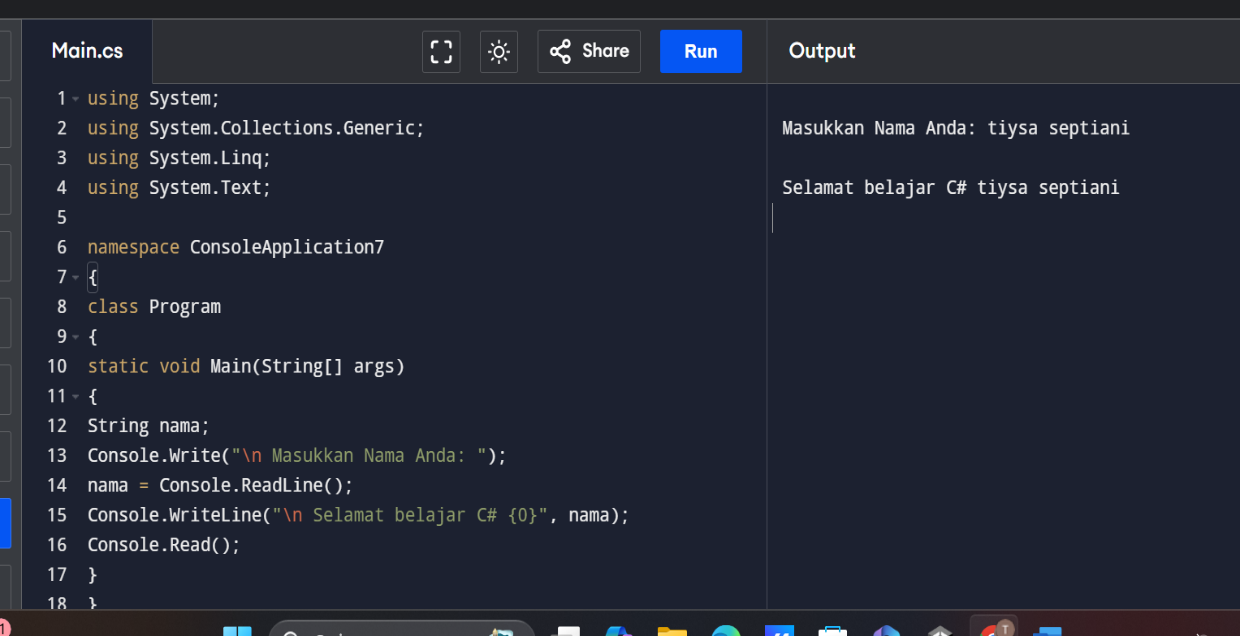 Main.cs
Share
Run
Output
1 using System;
2 using System.Collections.Generic;
3 using System.Linq;
4 using System.Text;
5
6 namespace ConsoleApplication7
7 {
8 class Program
9 {
10 static void Main(String[] args)
11 {
12 String nama;
13 Console.Write("\n Masukkan Nama Anda: ");
14 nama = Console.ReadLine();
15 Console.WriteLine("\n Selamat belajar C# {0}", nama);
16 Console.Read();
17 }
18 }
Masukkan Nama Anda: tiysa septiani
Selamat belajar C# tiysa septiani
1
T